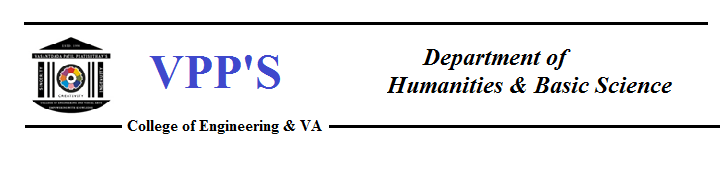 VPP'S
College of Engineering & VA
Department of
Humanities & Basic Science